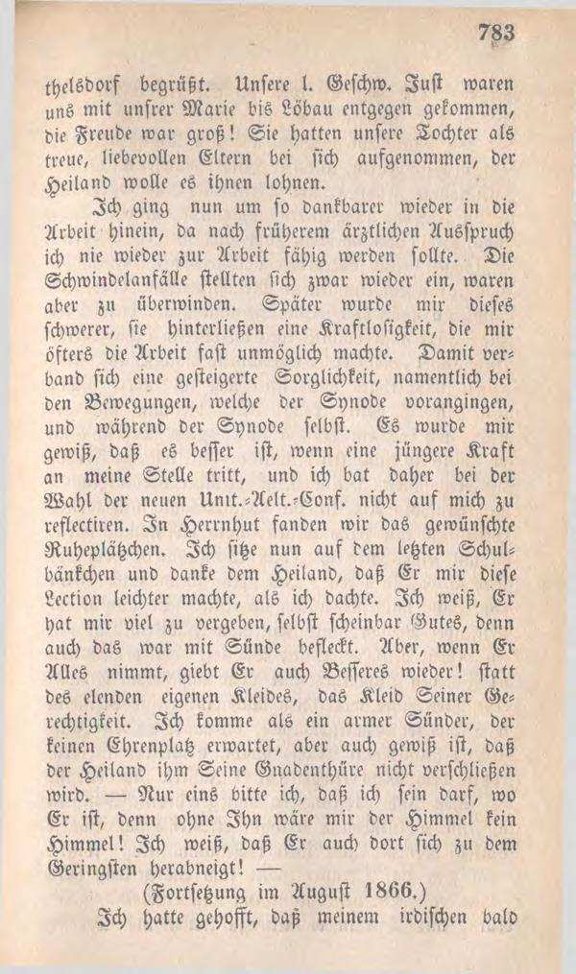 783
thelsdorf begrüßt. Unsere l. Geschw. Just waren
uns mit unsrer Marie bis Löbau entgegen gekommen,
die Freude war groß! Sie hatten unsere Tochter als
treue, liebevollen Eltern bei sich aufgenommen, der
Heiland wolle es ihnen lohnen.
Ich ging nun um so dankbarer wieder in die
Arbeit hinein, da nach früherem ärztlichen Ausspruch
ich nie wieder zur Arbeit fähig werden sollte. Die
Schwindelanfälle stellten sich zwar wieder ein, waren
aber zu überwinden. Später wurde mir dieses
schwerer, sie hinterließen eine Kraftlosigkeit, die mir
öfters die Arbeit fast unmöglich machte. Damit ver⸗
band sich eine gesteigerte Sorglichkeit, namentlich bei
den Bewegungen, welche der Synode vorangingen,
und während der Synode selbst. Es wurde mir
gewiß, daß es besser ist, wenn eine jüngere Kraft
an meine Stelle tritt, und ich bat daher bei der
Wahl der neuen Unit.⸗Aelt.⸗Conf. nicht auf mich zu
reflectiren. In Herrnhut fanden wir das gewünschte
Ruheplätzchen. Ich sitze nun auf dem letzten Schul⸗
bänkchen und danke dem Heiland, daß Er mir diese
Lection leichter machte, als ich dachte. Ich weiß, Er
hat mir viel zu vergeben, selbst scheinbar Gutes, denn
auch das war mit Sünde befleckt. Aber, wenn Er
Alles nimmt, giebt Er auch Besseres wieder! statt
des elenden eigenen Kleides, das Kleid Seiner Ge⸗
rechtigkeit. Ich komme als ein armer Sünder, der
keinen Ehrenplatz erwartet, aber auch gewiß ist, daß
der Heiland ihm Seine Gnadenthüre nicht verschließen
wird. — Nur eins bitte ich, daß ich sein darf, wo
Er ist, denn ohne Ihn wäre mir der Himmel kein
Himmel! Ich weiß, daß Er auch dort sich zu dem
Geringsten herabneigt! —
(Fortsetzung im August 1866.)
Ich hatte gehofft, daß meinem irdischen bald